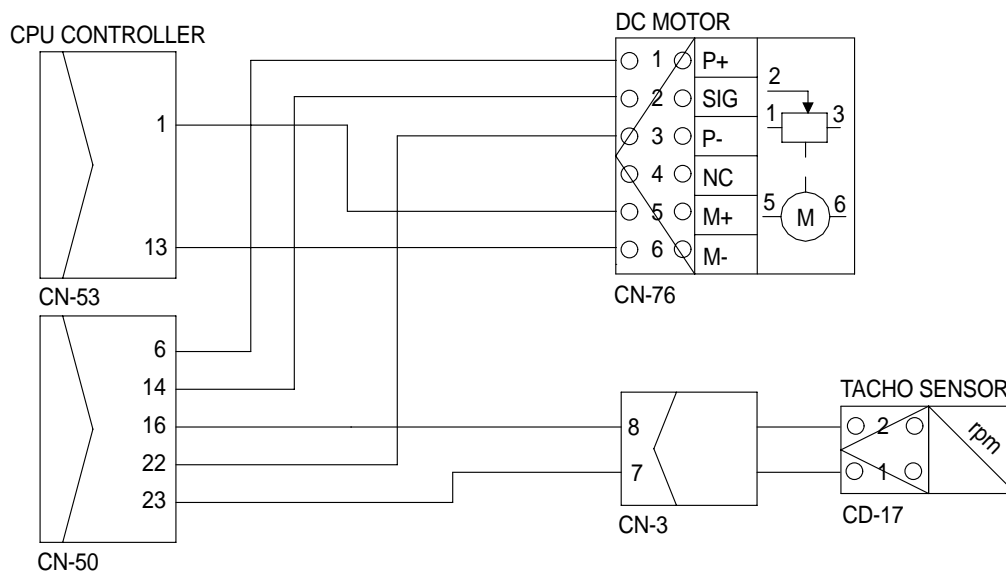 DC MOTOR
CPU CONTROLLER
1 P+
2 SIG
3 P-
4 NC
5 M+
6 M-
2
1 3
5 M 6
1
13
CN-53
CN-76
6
14
16
22
23
CN-50
8
7
CN-3
TACHO SENSOR
2
1
rpm
CD-17